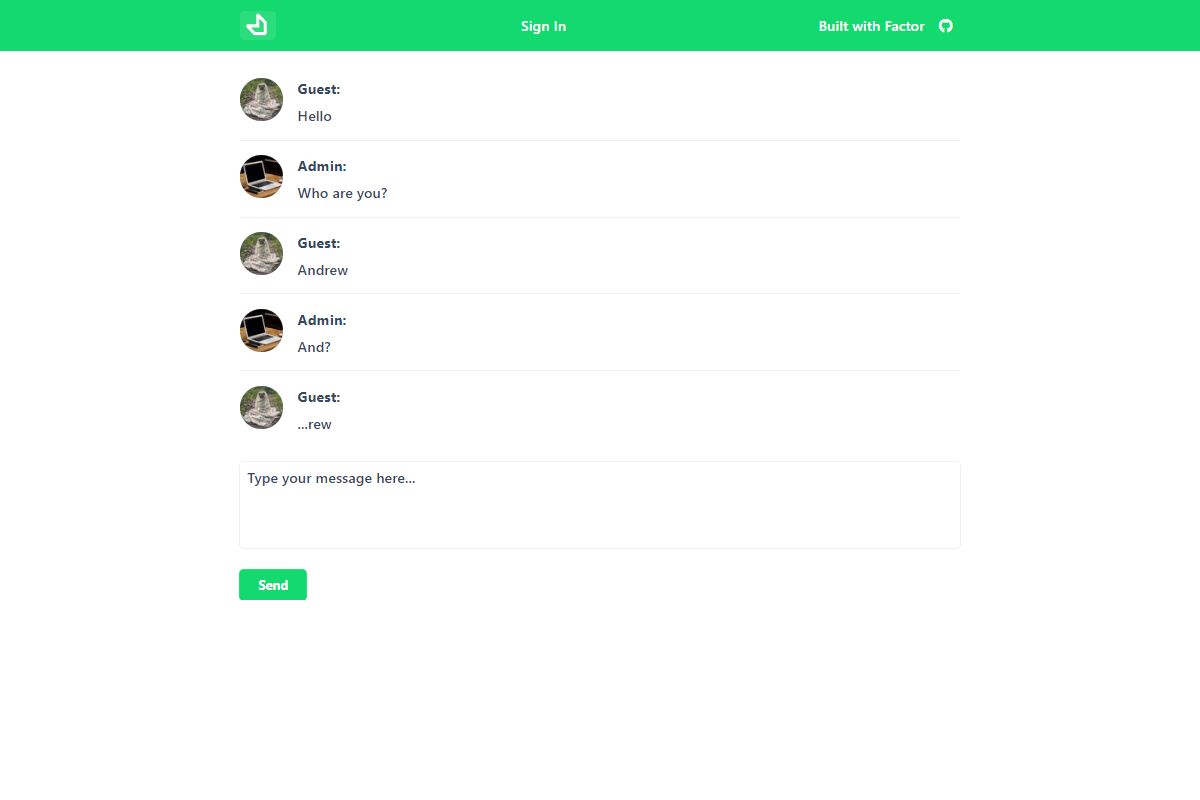 Sign In
Built with Factor
Guest:
Hello
Admin:
Who are you?
Guest:
Andrew
Admin:
And?
Guest:
...rew
Type your message here...
Send